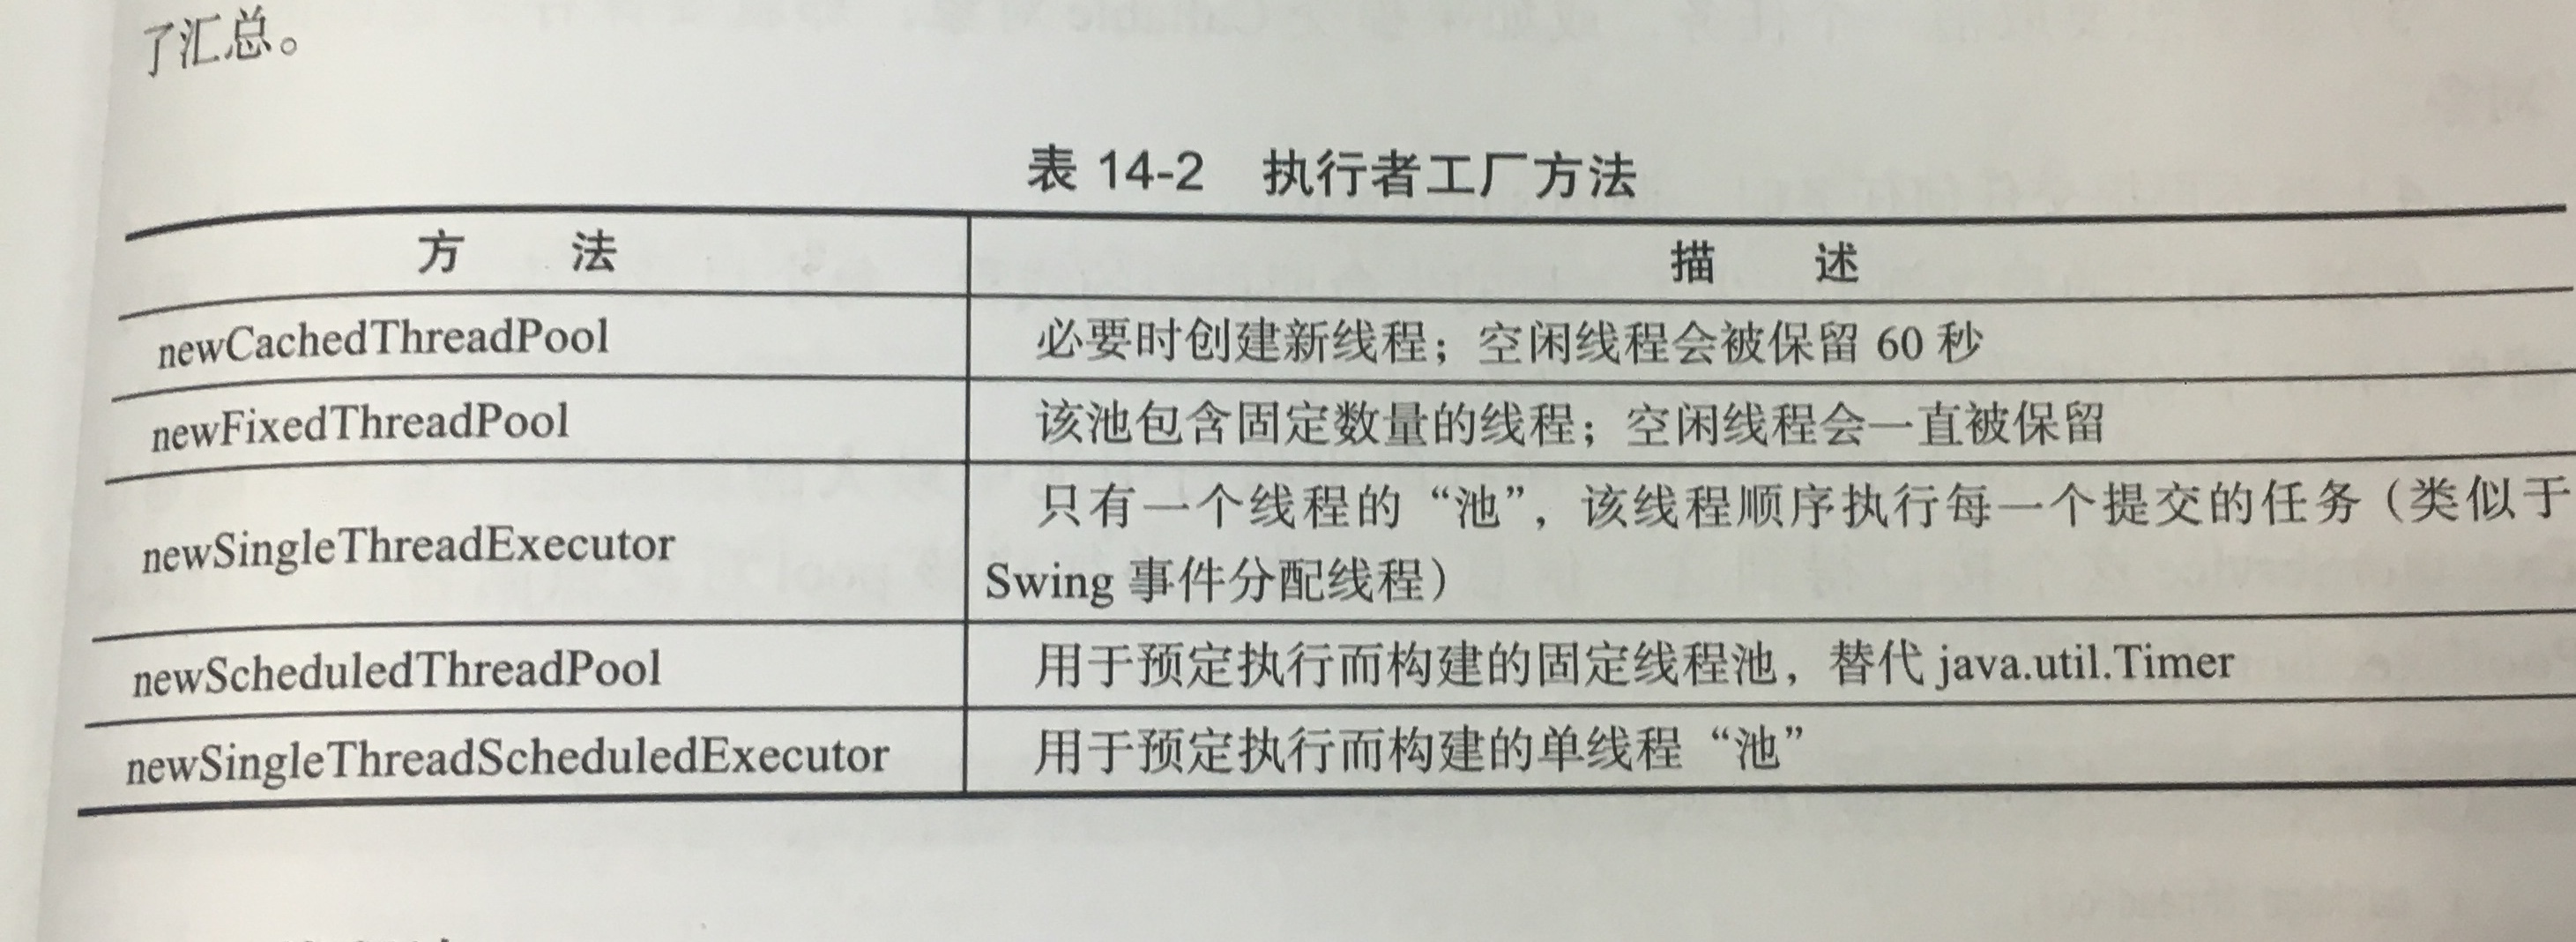 了汇总。
表 14-2 执行者工厂方法
方 法 描 述
newCachedThreadPool 必要时创建新线程；空闲线程会被保留 60 秒
newFixedThreadPool 该池包含固定数量的线程；空闲线程会一直被保留
newSingleThreadExecutor 只有一个线程的“池”，该线程顺序执行每一个提交的任务（类似于
Swing 事件分配线程）
newScheduledThreadPool 用于预定执行而构建的固定线程池，替代 java.util.Timer
newSingleThreadScheduledExecutor 用于预定执行而构建的单线程“池”